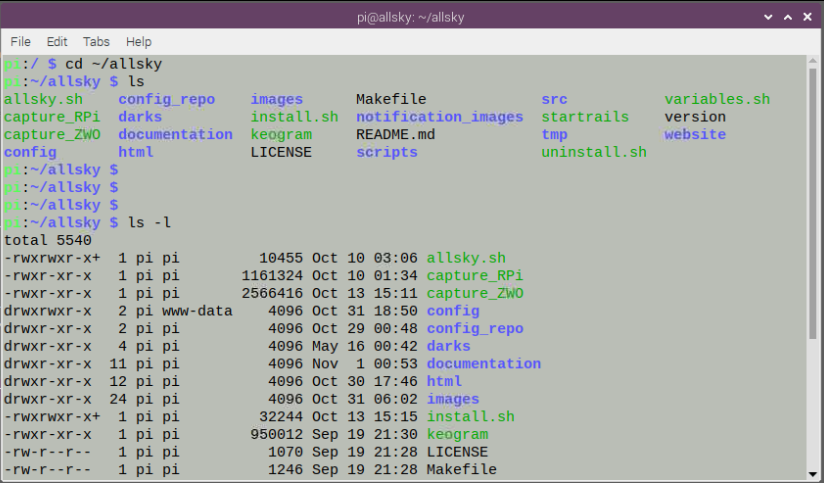 pi@allsky: ~/allsky
File Edit Tabs Help
pi:/ $ cd ~/allsky
pi:~/allsky $ ls
allsky.sh config_repo images Makefile src variables.sh
capture_RPi darks install.sh notification_images startrails version
capture_ZWO documentation keogram README.md tmp website
config html LICENSE scripts uninstall.sh
pi:~/allsky $
pi:~/allsky $
pi:~/allsky $
pi:~/allsky $ ls -l
total 5540
-rwxrwxr-x+ 1 pi pi 10455 Oct 10 03:06 allsky.sh
-rwxr-xr-x 1 pi pi 1161324 Oct 10 01:34 capture_RPi
-rwxr-xr-x 1 pi pi 2566416 Oct 13 15:11 capture_ZWO
drwxrwxr-x 2 pi www-data 4096 Oct 31 18:50 config
drwxr-xr-x 2 pi pi 4096 Oct 29 00:48 config_repo
drwxr-xr-x 4 pi pi 4096 May 16 00:42 darks
drwxr-xr-x 11 pi pi 4096 Nov 1 00:53 documentation
drwxr-xr-x 12 pi pi 4096 Oct 30 17:46 html
drwxr-xr-x 24 pi pi 4096 Oct 31 06:02 images
-rwxrwxr-x+ 1 pi pi 32244 Oct 13 15:15 install.sh
-rwxr-xr-x 1 pi pi 950012 Sep 19 21:30 keogram
-rw-r--r-- 1 pi pi 1070 Sep 19 21:28 LICENSE
-rw-r--r-- 1 pi pi 1246 Sep 19 21:28 Makefile